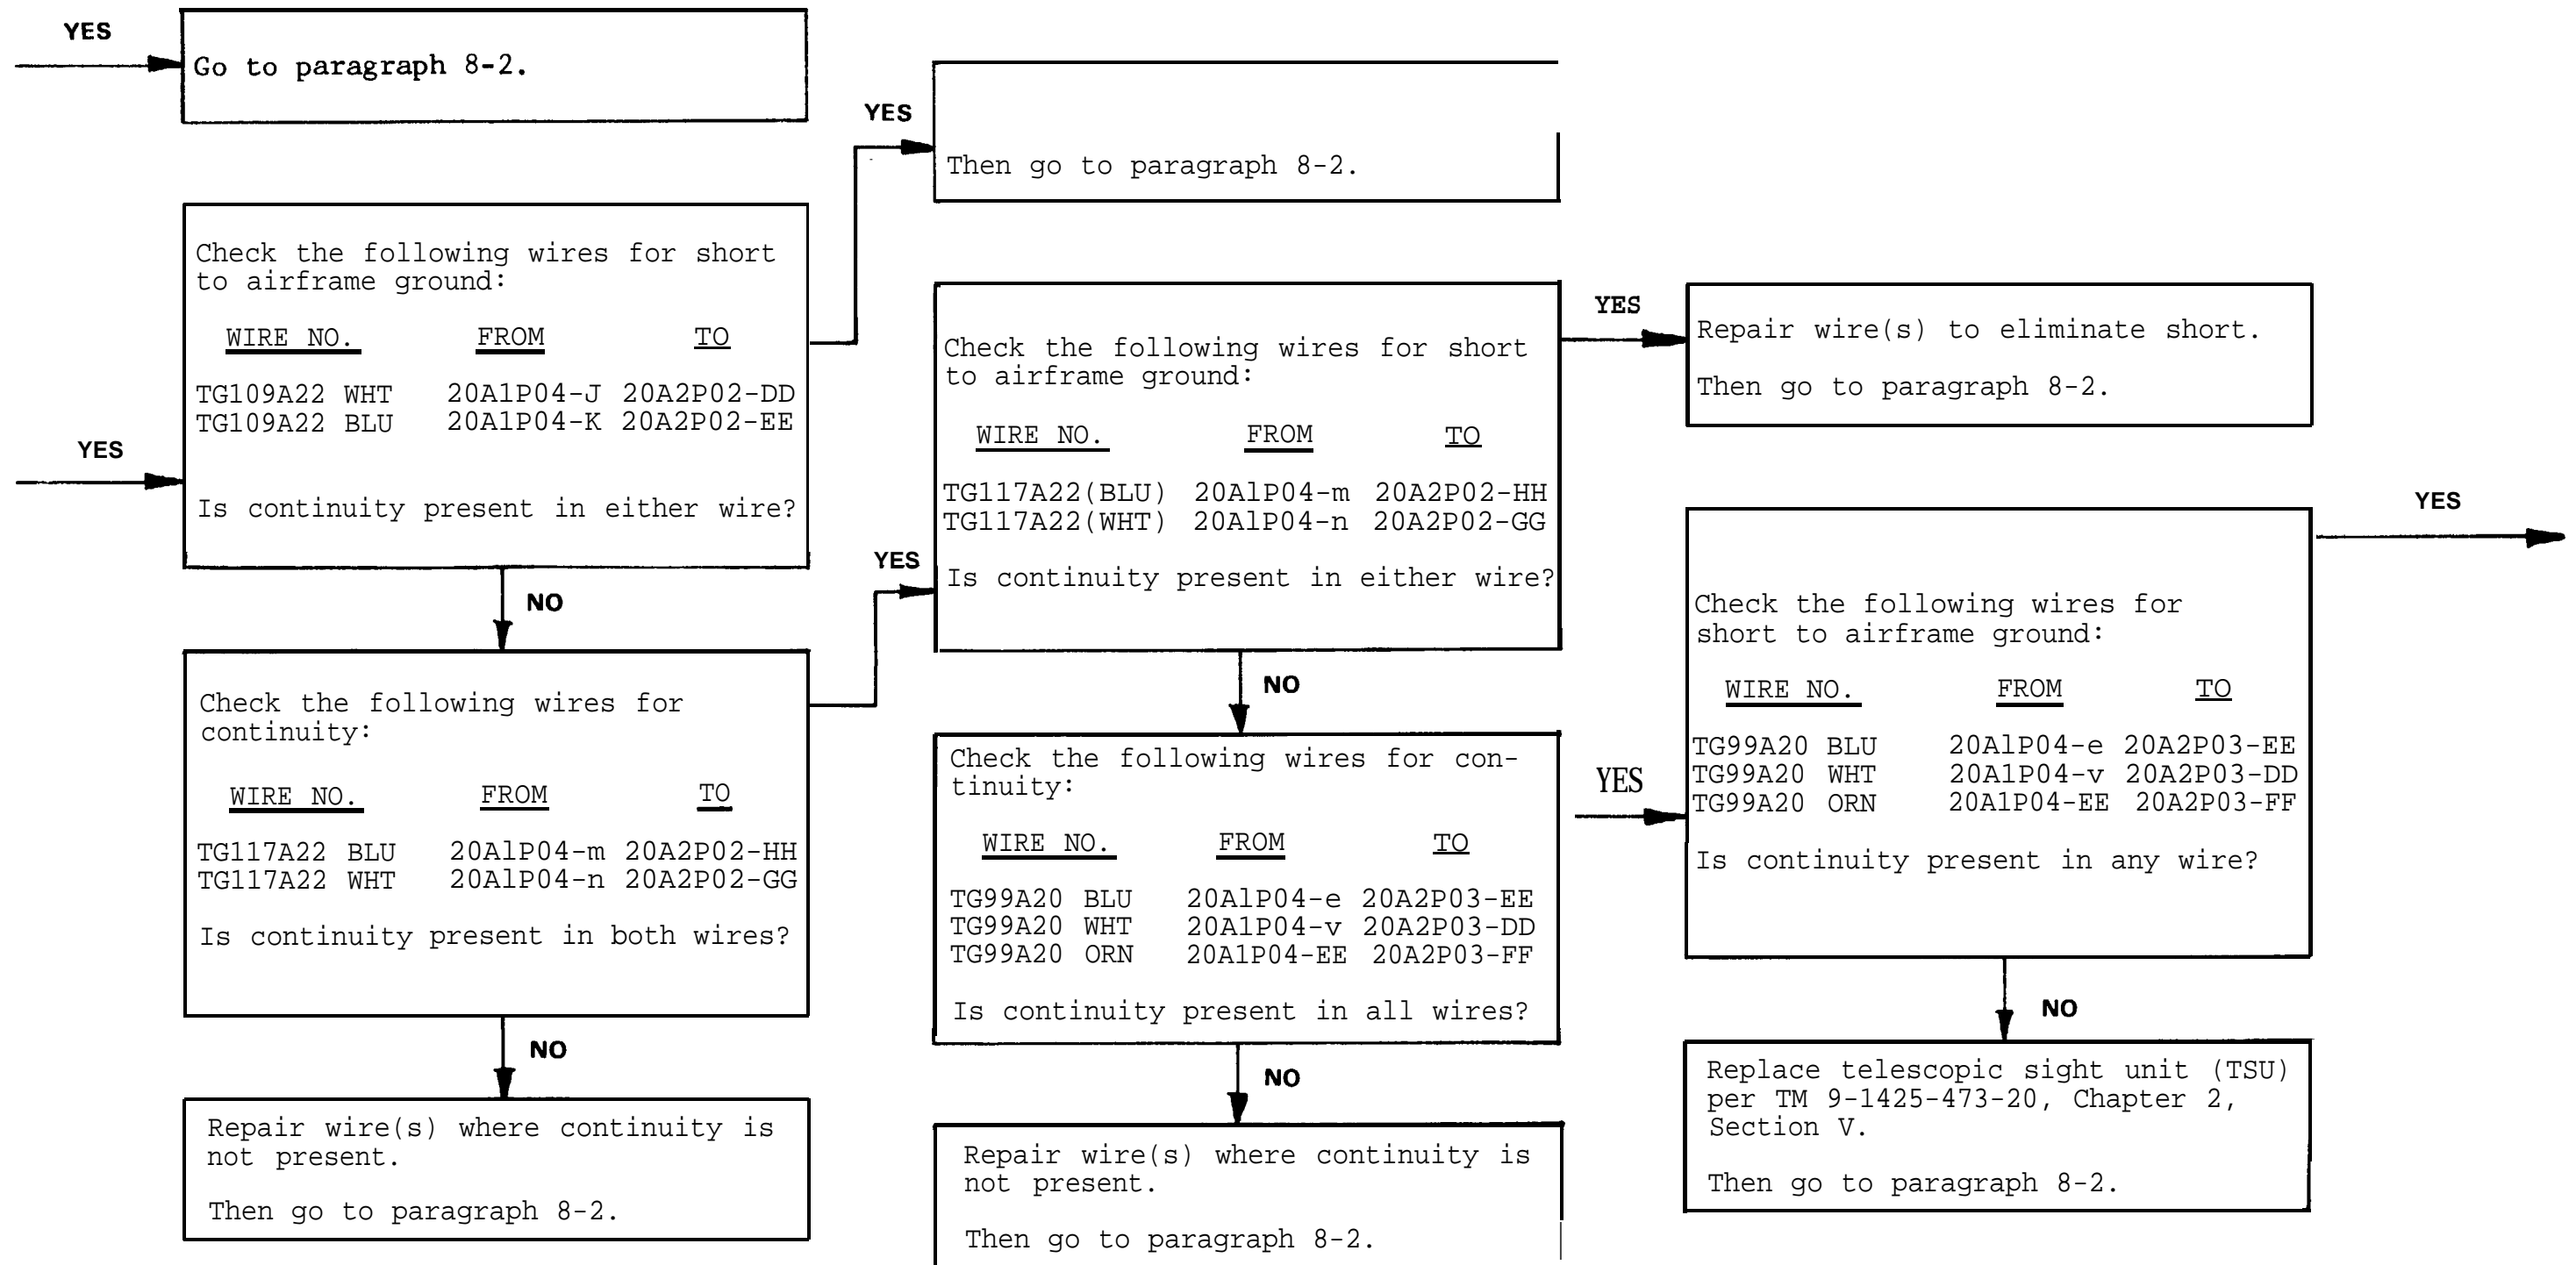 YES
Go to paragraph 8-2.
YES
Check the following wires for short
to airframe ground:
WIRE NO. FROM TO
TG109A22 WHT 20A1P04-J 20A2P02-DD
TG109A22 BLU 20A1P04-K 20A2P02-EE
Is continuity present in either wire?
NO
Check the following wires for
continuity:
WIRE NO. FROM TO
TG117A22 BLU 20A1P04-m 20A2P02-HH
TG117A22 WHT 20A1P04-n 20A2P02-GG
Is continuity present in both wires?
NO
Repair wire(s) where continuity is
not present.
Then go to paragraph 8-2.
YES
Then go to paragraph 8-2.
YES
Check the following wires for short
to airframe ground:
WIRE NO. FROM TO
TG117A22(BLU) 20A1P04-m 20A2P02-HH
TG117A22(WHT) 20A1P04-n 20A2P02-GG
Is continuity present in either wire?
NO
Check the following wires for con-
tinuity:
WIRE NO. FROM TO
TG99A20 BLU 20A1P04-e 20A2P03-EE
TG99A20 WHT 20A1P04-v 20A2P03-DD
TG99A20 ORN 20A1P04-EE 20A2P03-FF
Is continuity present in all wires?
NO
Repair wire(s) where continuity is
not present.
Then go to paragraph 8-2.
YES
Repair wire(s) to eliminate short.
Then go to paragraph 8-2.
YES
Check the following wires for
short to airframe ground:
WIRE NO. FROM TO
TG99A20 BLU 20A1P04-e 20A2P03-EE
TG99A20 WHT 20A1P04-v 20A2P03-DD
TG99A20 ORN 20A1P04-EE 20A2P03-FF
Is continuity present in any wire?
YES
NO
Replace telescopic sight unit (TSU)
per TM 9-1425-473-20, Chapter 2,
Section V.
Then go to paragraph 8-2.